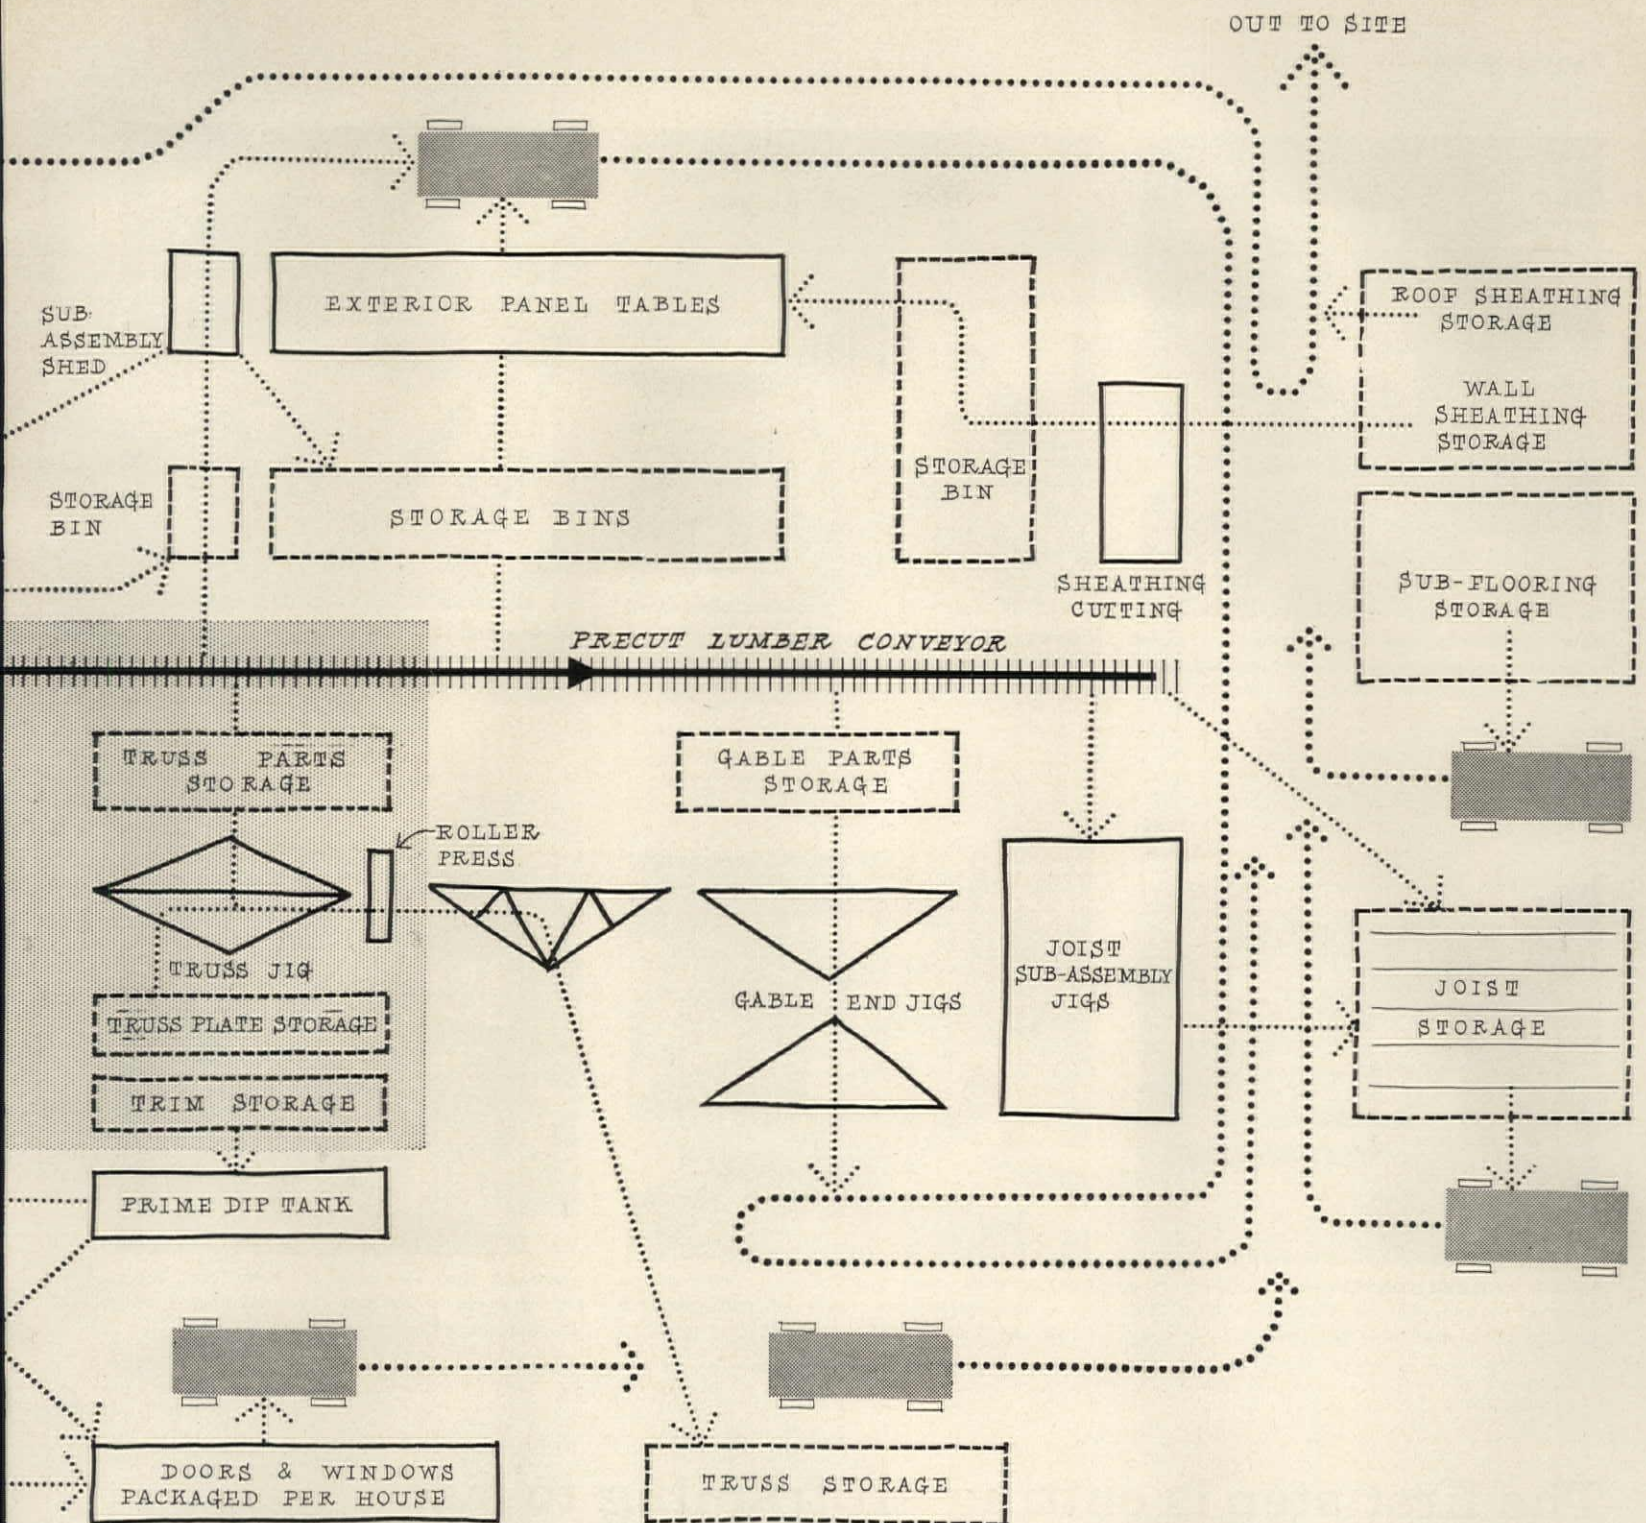 OUT TO SITE
SUB-
ASSEMBLY
SHED
EXTERIOR PANEL TABLES
ROOF SHEATHING
STORAGE
WALL
SHEATHING
STORAGE
STORAGE
BIN
STORAGE BINS
STORAGE
BIN
SHEATHING
CUTTING
SUB-FLOORING
STORAGE
PRECUT LUMBER CONVEYOR
TRUSS PARTS
STORAGE
GABLE PARTS
STORAGE
ROLLER
PRESS
TRUSS JIG
GABLE END JIGS
JOIST
SUB-ASSEMBLY
JIGS
JOIST
STORAGE
TRUSS PLATE STORAGE
TRIM STORAGE
PRIME DIP TANK
DOORS & WINDOWS
PACKAGED PER HOUSE
TRUSS STORAGE